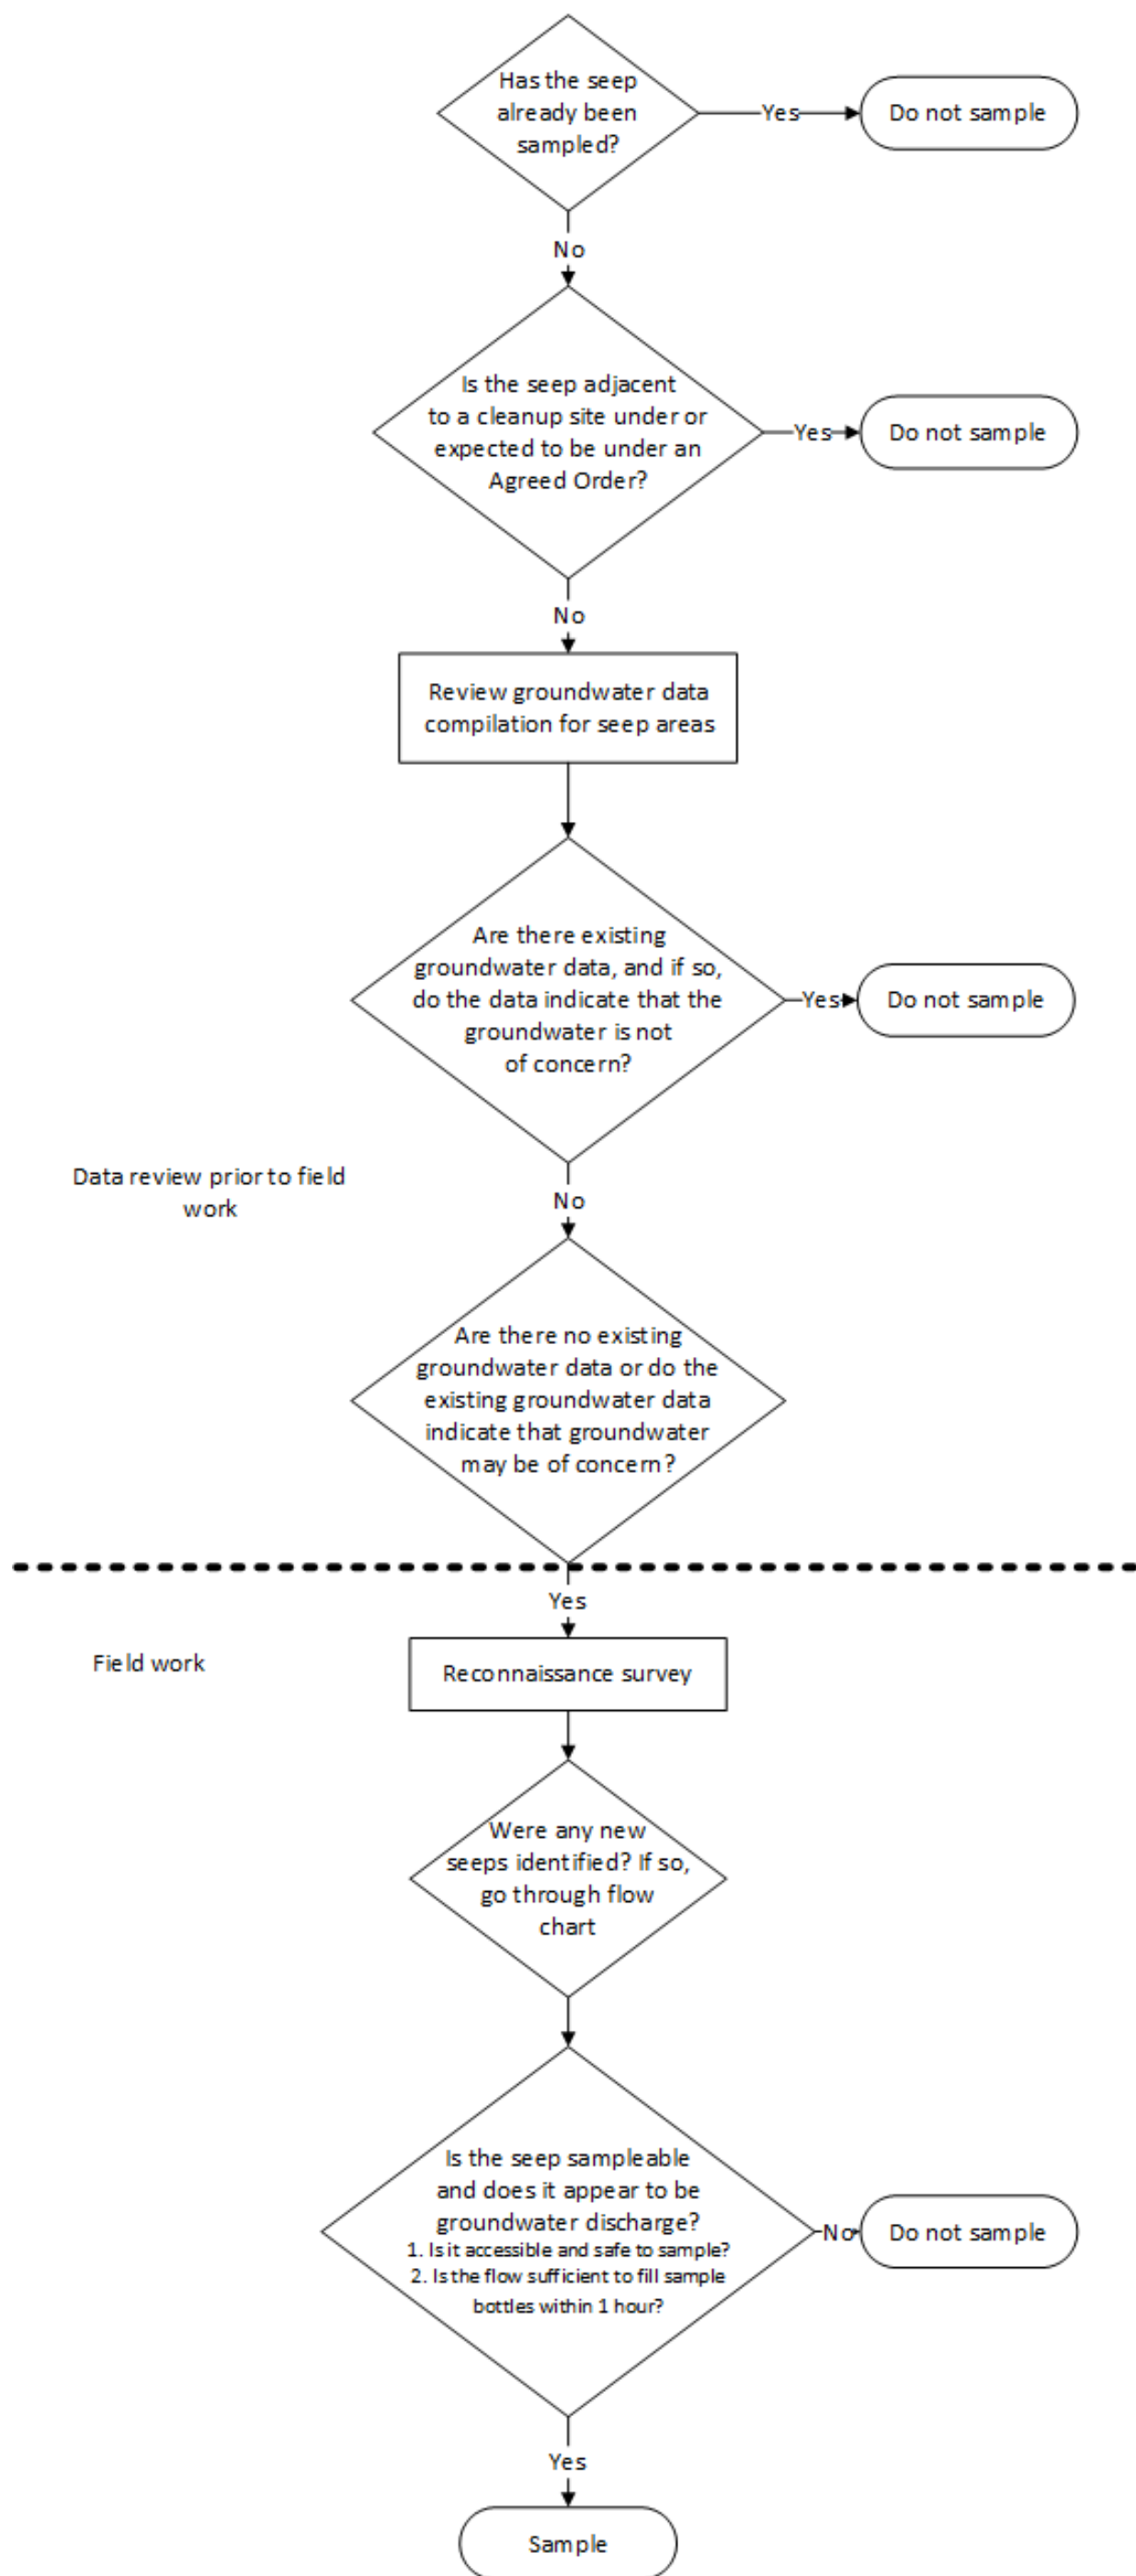 Has the seep
already been
sampled?
Yes
Do not sample
No
Is the seep adjacent
to a cleanup site under or
expected to be under an
Agreed Order?
Yes
Do not sample
No
Review groundwater data
compilation for seep areas
Are there existing
groundwater data, and if so,
do the data indicate that the
groundwater is not
of concern?
Yes
Do not sample
Data review prior to field
work
No
Are there no existing
groundwater data or do the
existing groundwater data
indicate that groundwater
may be of concern?
Yes
Field work
Reconnaissance survey
Were any new
seeps identified? If so,
go through flow
chart
Is the seep sampleable
and does it appear to be
groundwater discharge?
1. Is it accessible and safe to sample?
2. Is the flow sufficient to fill sample
bottles within 1 hour?
No
Do not sample
Yes
Sample